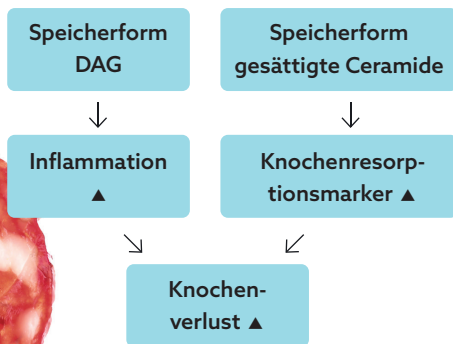 Speicherform
DAG
Speicherform
gesättigte Ceramide
Inflammation
▲
Knochenresorp-
tionsmarker ▲
Knochen-
verlust ▲